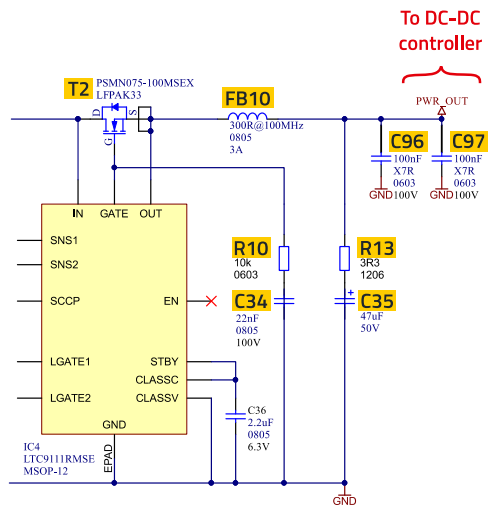 To DC-DC
controller
T2
PSMN075-100MSEX
LFPAK33
FB10
300R@100MHz
0805
3A
D
S
G
PWR_OUT
C96
100nF
X7R
0603
GND
100V
C97
100nF
X7R
0603
GND
100V
IN
GATE
OUT
SNS1
SNS2
SCCP
EN
LGATE1
STBY
CLASSC
LGATE2
CLASSV
GND
EPAD
IC4
LTC9111RMSE
MSOP-12
R10
10k
0603
C34
22nF
0805
100V
R13
3R3
1206
+
C35
47uF
50V
C36
2.2uF
0805
6.3V
GND